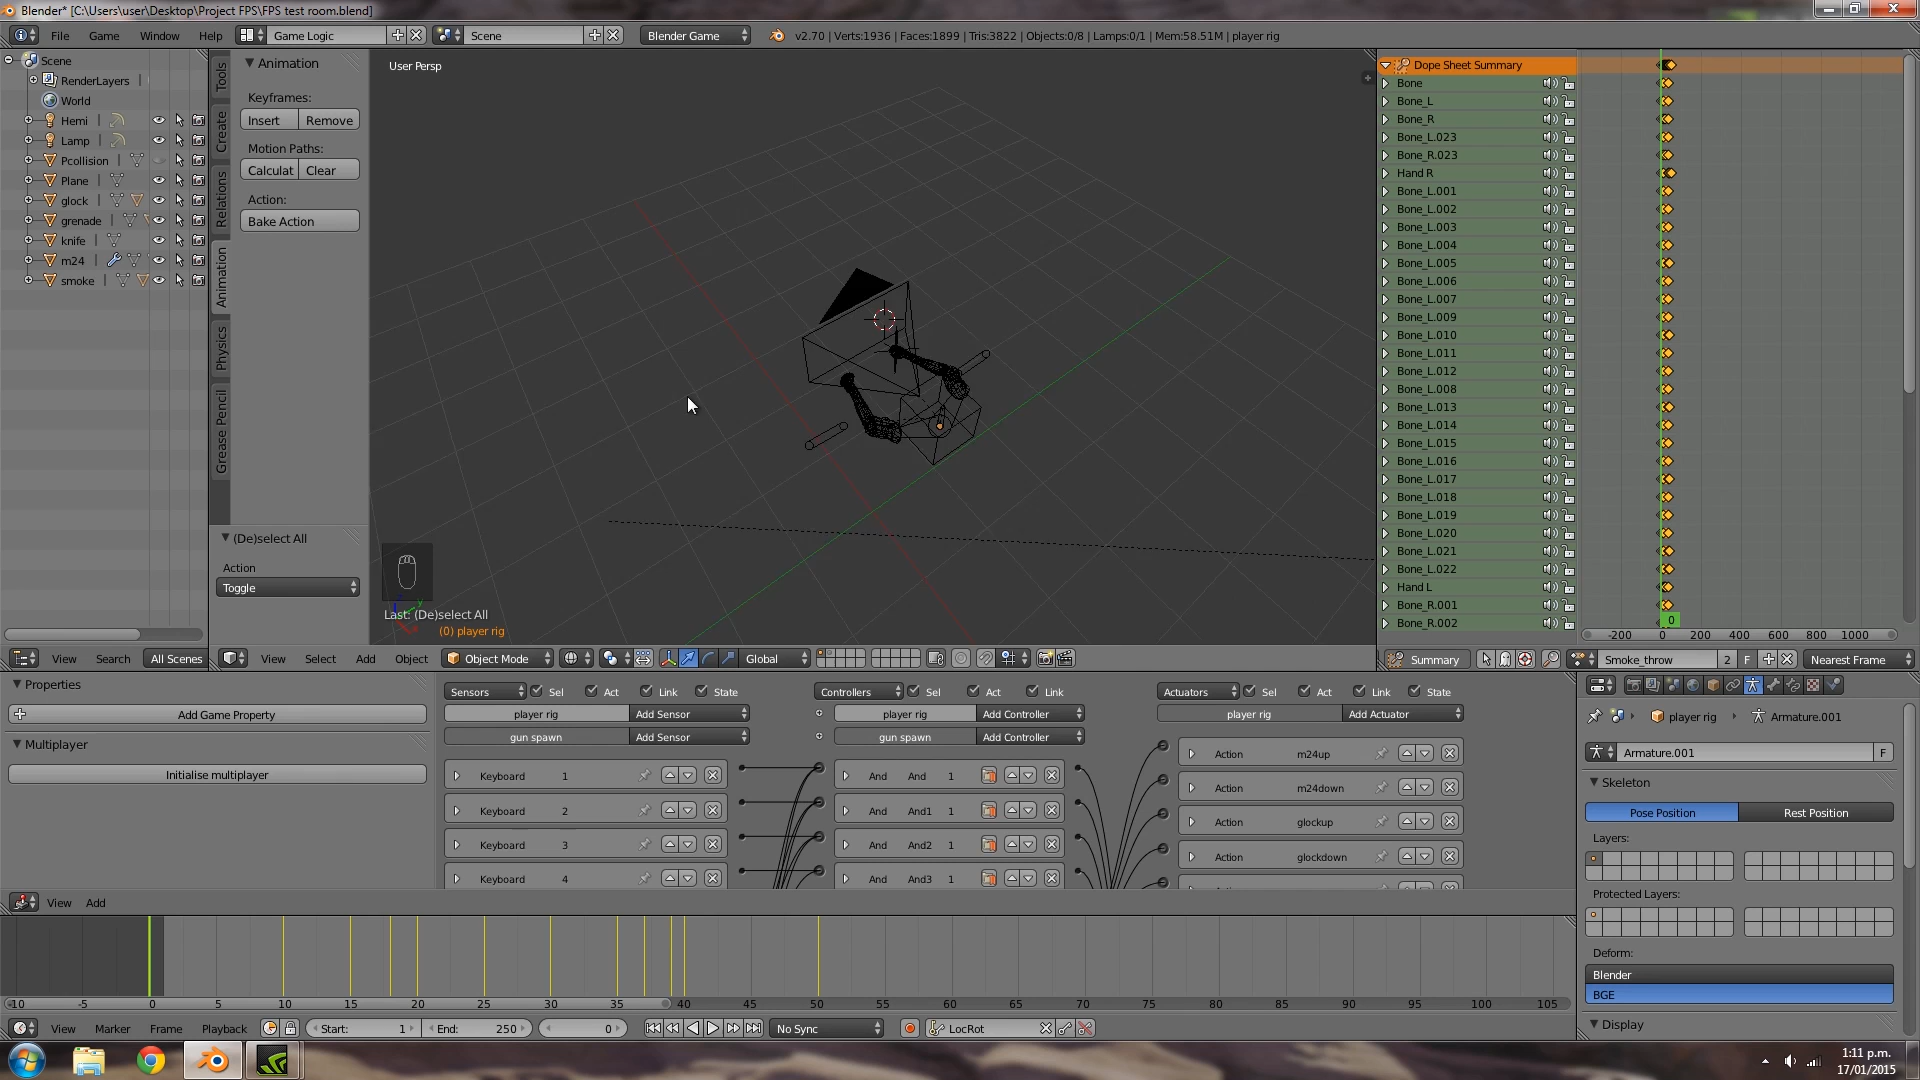 Blender* [C:\Users\user\Desktop\Project FPS\FPS test room.blend]
File Game Window Help Game Logic Scene Blender Game v2.70 | Verts:1936 | Faces:1899 | Tris:3822 | Objects:0/8 | Lamps:0/1 | Mem:58.51M | player rig
Scene
RenderLayers
World
Hemi
Lamp
Pcollision
Plane
glock
grenade
knife
m24
smoke
View Search All Scenes
Tools
Create
Relations
Animation
Physics
Grease Pencil
Animation
Keyframes:
Insert Remove
Motion Paths:
Calculat Clear
Action:
Bake Action
(De)select All
Action
Toggle
User Persp
Last: (De)select All
(0) player rig
View Select Add Object Object Mode Global
Dope Sheet Summary
Bone
Bone_L
Bone_R
Bone_L.023
Bone_R.023
Hand R
Bone_L.001
Bone_L.002
Bone_L.003
Bone_L.004
Bone_L.005
Bone_L.006
Bone_L.007
Bone_L.009
Bone_L.010
Bone_L.011
Bone_L.012
Bone_L.008
Bone_L.013
Bone_L.014
Bone_L.015
Bone_L.016
Bone_L.017
Bone_L.018
Bone_L.019
Bone_L.020
Bone_L.021
Bone_L.022
Hand L
Bone_R.001
Bone_R.002
0
-200 0 200 400 600 800 1000
Summary Smoke_throw 2 F Nearest Frame
Properties
Add Game Property
Multiplayer
Initialise multiplayer
Sensors Sel Act Link State
player rig Add Sensor
gun spawn Add Sensor
Keyboard 1
Keyboard 2
Keyboard 3
Keyboard 4
Controllers Sel Act Link
player rig Add Controller
gun spawn Add Controller
And And 1
And And1 1
And And2 1
And And3 1
Actuators Sel Act Link State
player rig Add Actuator
Action m24up
Action m24down
Action glockup
Action glockdown
View Add
player rig Armature.001
Armature.001 F
Skeleton
Pose Position Rest Position
Layers:
Protected Layers:
Deform:
Blender
BGE
Display
-10 -5 0 5 10 15 20 25 30 35 40 45 50 55 60 65 70 75 80 85 90 95 100 105
View Marker Frame Playback Start: 1 End: 250 0 No Sync LocRot
1:11 p.m.
17/01/2015